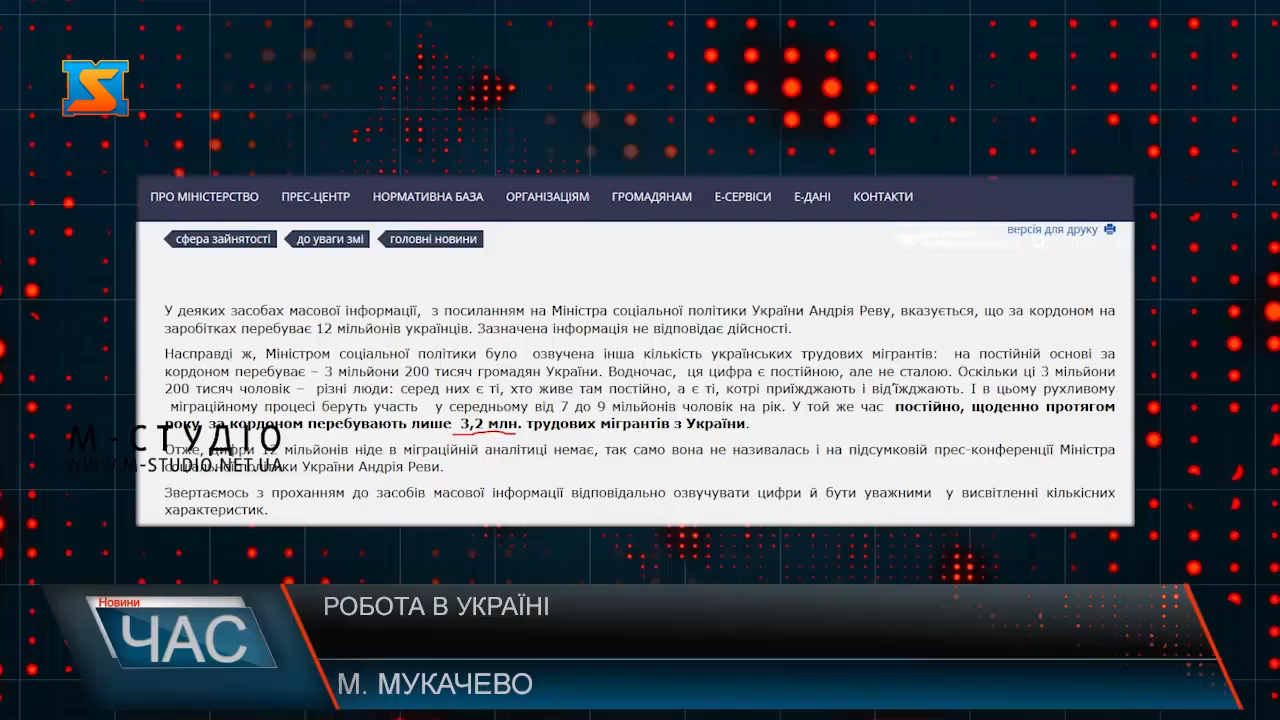 ПРО МІНІСТЕРСТВО ПРЕС-ЦЕНТР НОРМАТИВНА БАЗА ОРГАНІЗАЦІЯМ ГРОМАДЯНАМ Е-СЕРВІСИ Е-ДАНІ КОНТАКТИ
версія для друку
сфера зайнятості до уваги змі головні новини
У деяких засобах масової інформації, з посиланням на Міністра соціальної політики України Андрія Реву, вказується, що за кордоном на
заробітках перебуває 12 мільйонів українців. Зазначена інформація не відповідає дійсності.
Насправді ж, Міністром соціальної політики було озвучена інша кількість українських трудових мігрантів: на постійній основі за
кордоном перебуває – 3 мільйони 200 тисяч громадян України. Водночас, ця цифра є постійною, але не сталою. Оскільки ці 3 мільйони
200 тисяч чоловік – різні люди: серед них є ті, хто живе там постійно, а є ті, котрі приїжджають і від’їжджають. І в цьому рухливому
міграційному процесі беруть участь у середньому від 7 до 9 мільйонів чоловік на рік. У той же час постійно, щоденно протягом
року, за кордоном перебувають лише 3,2 млн. трудових мігрантів з України.
М-СТУДІО
Отже, цифри 12 мільйонів ніде в міграційній аналітиці немає, так само вона не називалась і на підсумковій прес-конференції Міністра
WWW.M-STUDIO.NET.UA
соціальної політики України Андрія Реви.
Звертаємось з проханням до засобів масової інформації відповідально озвучувати цифри й бути уважними у висвітленні кількісних
характеристик.
Новини
ЧАС
РОБОТА В УКРАЇНІ
М. МУКАЧЕВО